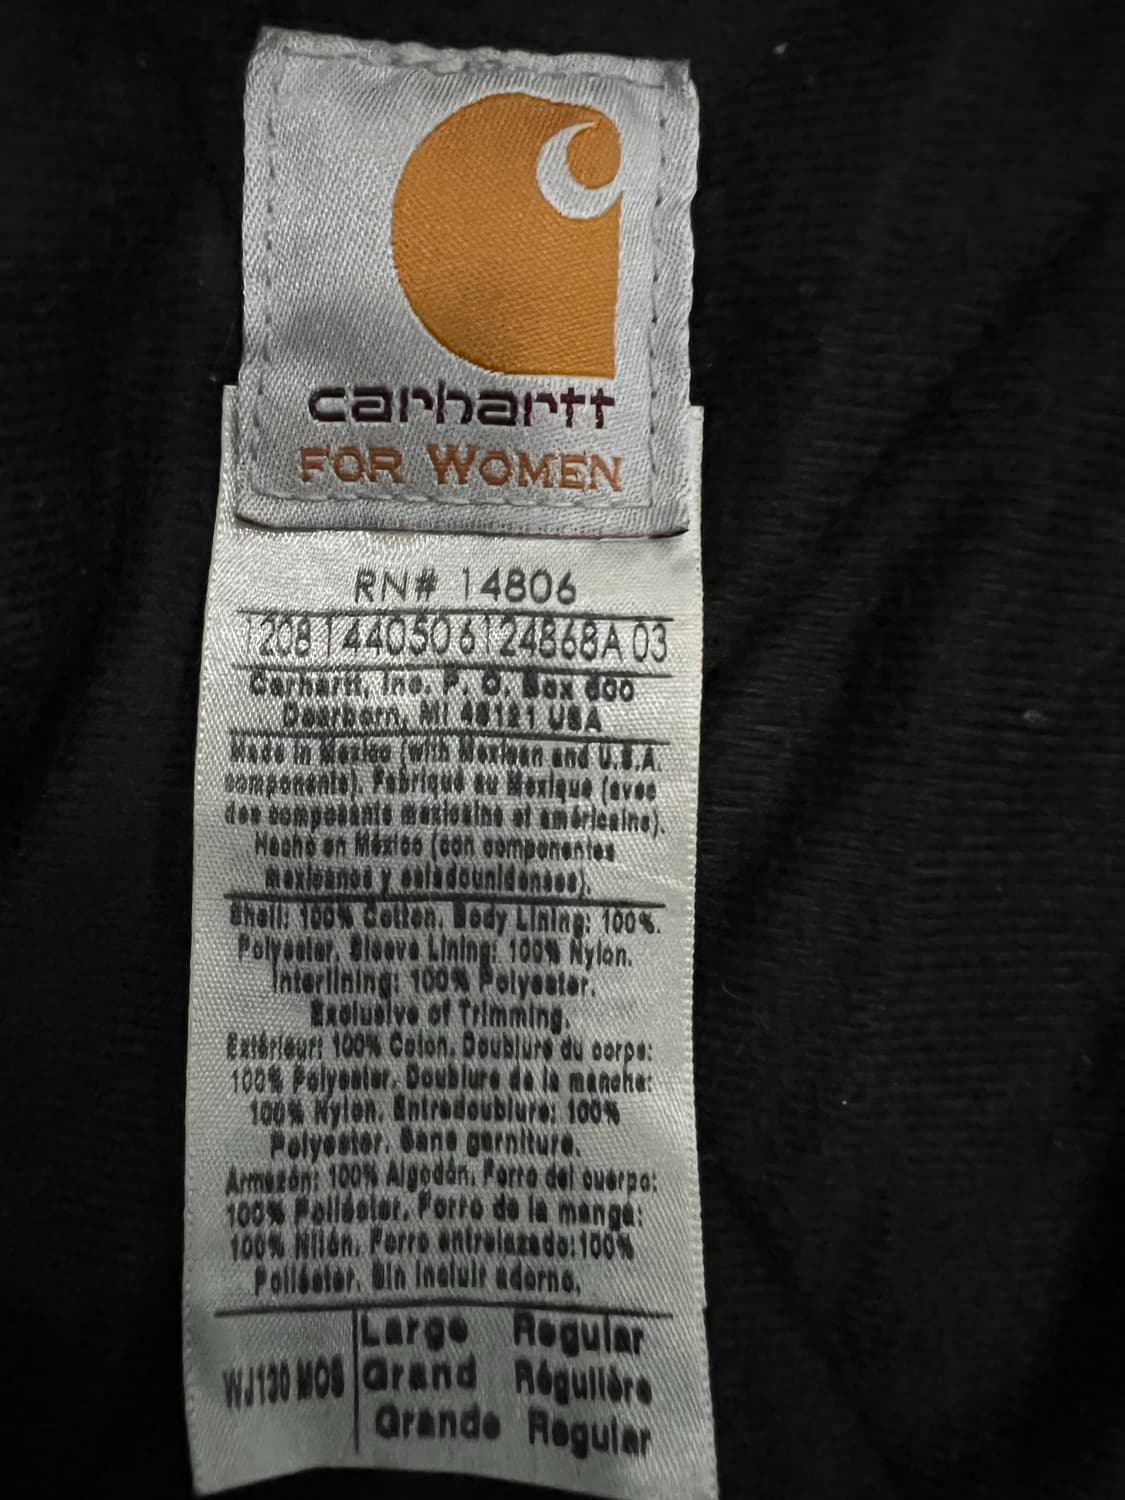 carhartt
FOR WOMEN
RN# 14806
1208 1440506124868A 03
Carhartt, Inc. P. O. Box 600
Dearborn, MI 48121 USA
Made in Mexico (with Mexican and U.S.A.
components). Fabriqué au Mexique (avec
des composants mexicains et américains).
Hecho en México (con componentes
mexicanos y estadounidenses).
Shell: 100% Cotton. Body Lining: 100%.
Polyester. Sleeve Lining: 100% Nylon.
Interlining: 100% Polyester.
Exclusive of Trimming.
Extérieur: 100% Coton. Doublure du corps:
100% Polyester. Doublure de la manche:
100% Nylon. Entredoublure: 100%
Polyester. Sans garniture.
Armazón: 100% Algodón. Forro del cuerpo:
100% Poliéster. Forro de la manga:
100% Nilón. Forro entrelazado: 100%
Poliéster. Sin incluir adorno.
Large Regular
WJ130 MOS Grand Régulière
Grande Regular